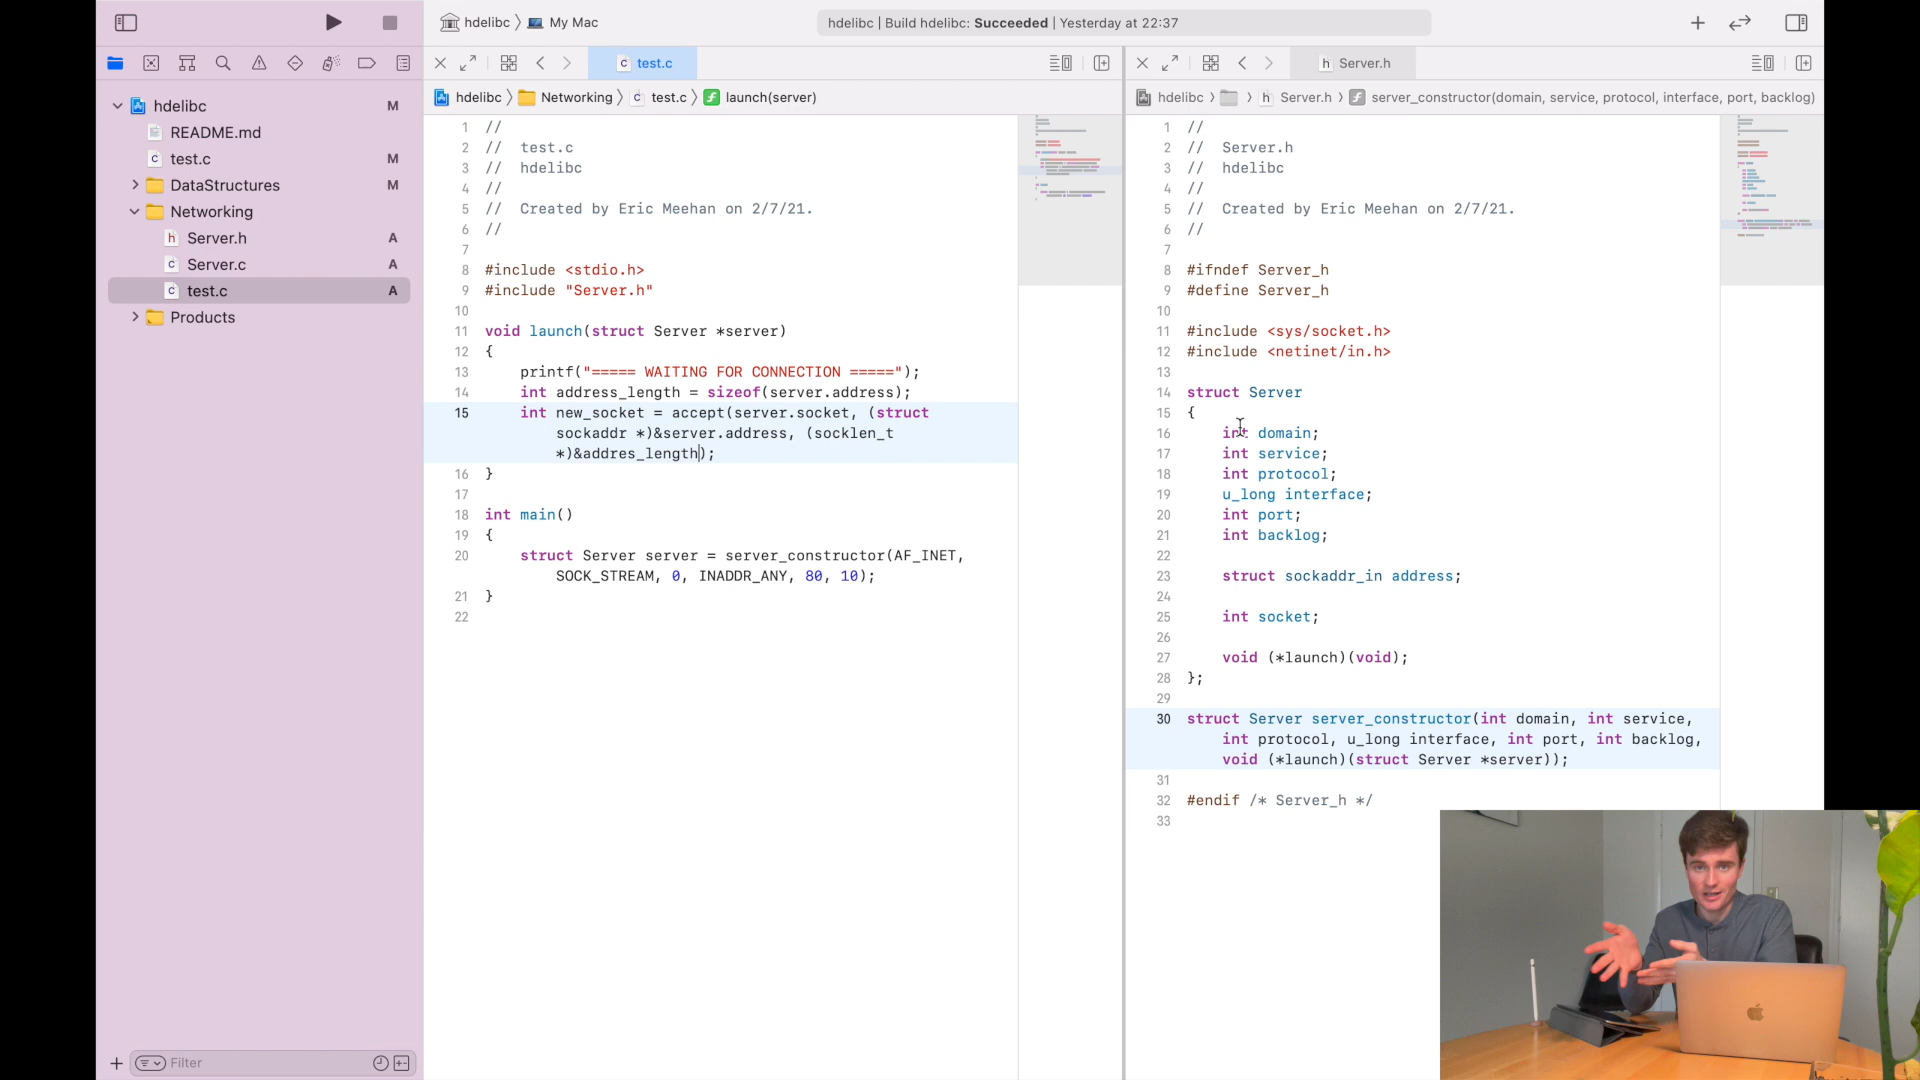 hdelibc
My Mac
hdelibc | Build hdelibc: Succeeded | Yesterday at 22:37
test.c
Server.h
hdelibc
Networking
test.c
launch(server)
hdelibc
Server.h
server_constructor(domain, service, protocol, interface, port, backlog)
hdelibc M
README.md
test.c M
DataStructures M
Networking
Server.h A
Server.c A
test.c A
Products
Filter
1 //
2 // test.c
3 // hdelibc
4 //
5 // Created by Eric Meehan on 2/7/21.
6 //
7
8 #include <stdio.h>
9 #include "Server.h"
10
11 void launch(struct Server *server)
12 {
13 printf("===== WAITING FOR CONNECTION =====");
14 int address_length = sizeof(server.address);
15 int new_socket = accept(server.socket, (struct
sockaddr *)&server.address, (socklen_t
*)&addres_length);
16 }
17
18 int main()
19 {
20 struct Server server = server_constructor(AF_INET,
SOCK_STREAM, 0, INADDR_ANY, 80, 10);
21 }
22
1 //
2 // Server.h
3 // hdelibc
4 //
5 // Created by Eric Meehan on 2/7/21.
6 //
7
8 #ifndef Server_h
9 #define Server_h
10
11 #include <sys/socket.h>
12 #include <netinet/in.h>
13
14 struct Server
15 {
16 int domain;
17 int service;
18 int protocol;
19 u_long interface;
20 int port;
21 int backlog;
22
23 struct sockaddr_in address;
24
25 int socket;
26
27 void (*launch)(void);
28 };
29
30 struct Server server_constructor(int domain, int service,
int protocol, u_long interface, int port, int backlog,
void (*launch)(struct Server *server));
31
32 #endif /* Server_h */
33